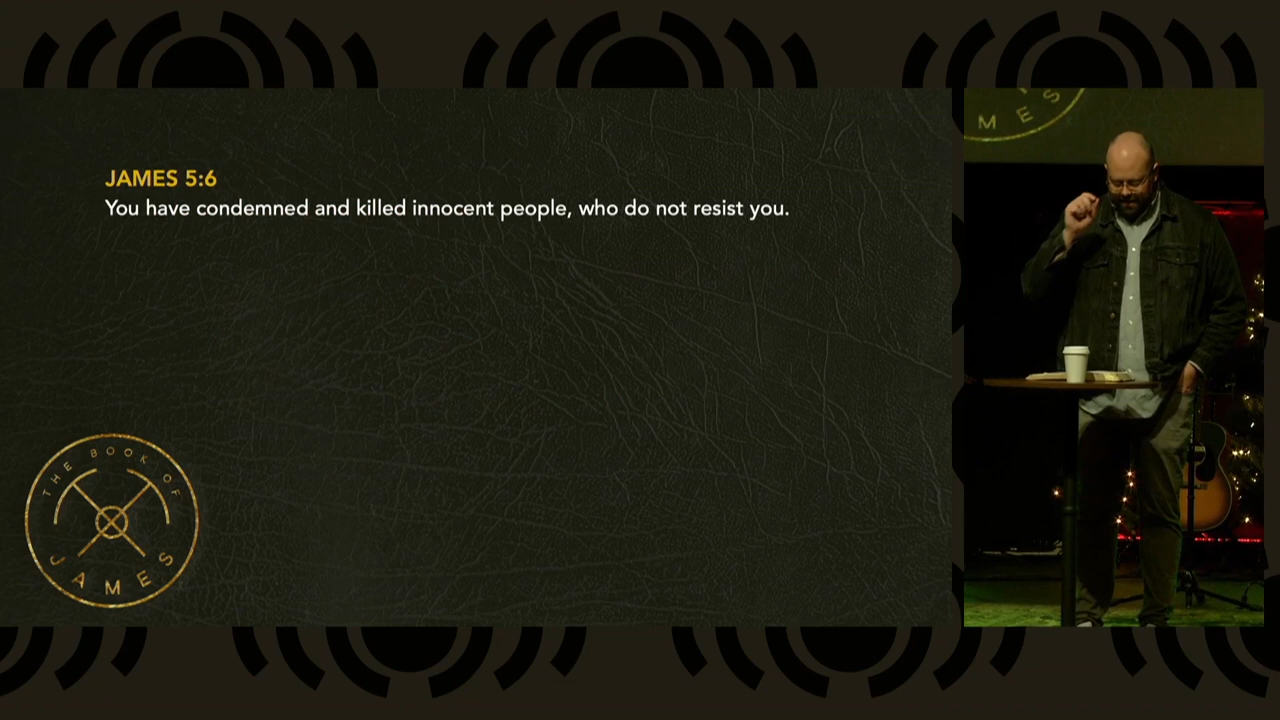 JAMES 5:6
You have condemned and killed innocent people, who do not resist you.
THE BOOK OF
JAMES
MES